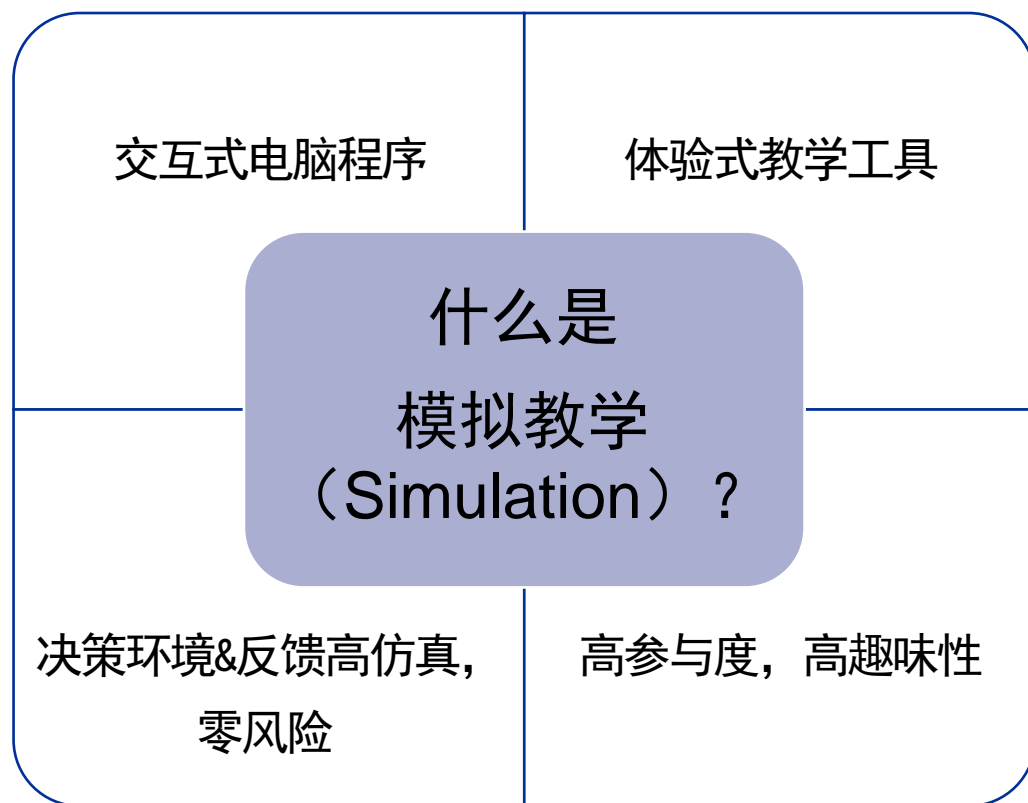 交互式电脑程序
体验式教学工具
什么是
模拟教学
（Simulation）？
决策环境&反馈高仿真，
零风险
高参与度，高趣味性